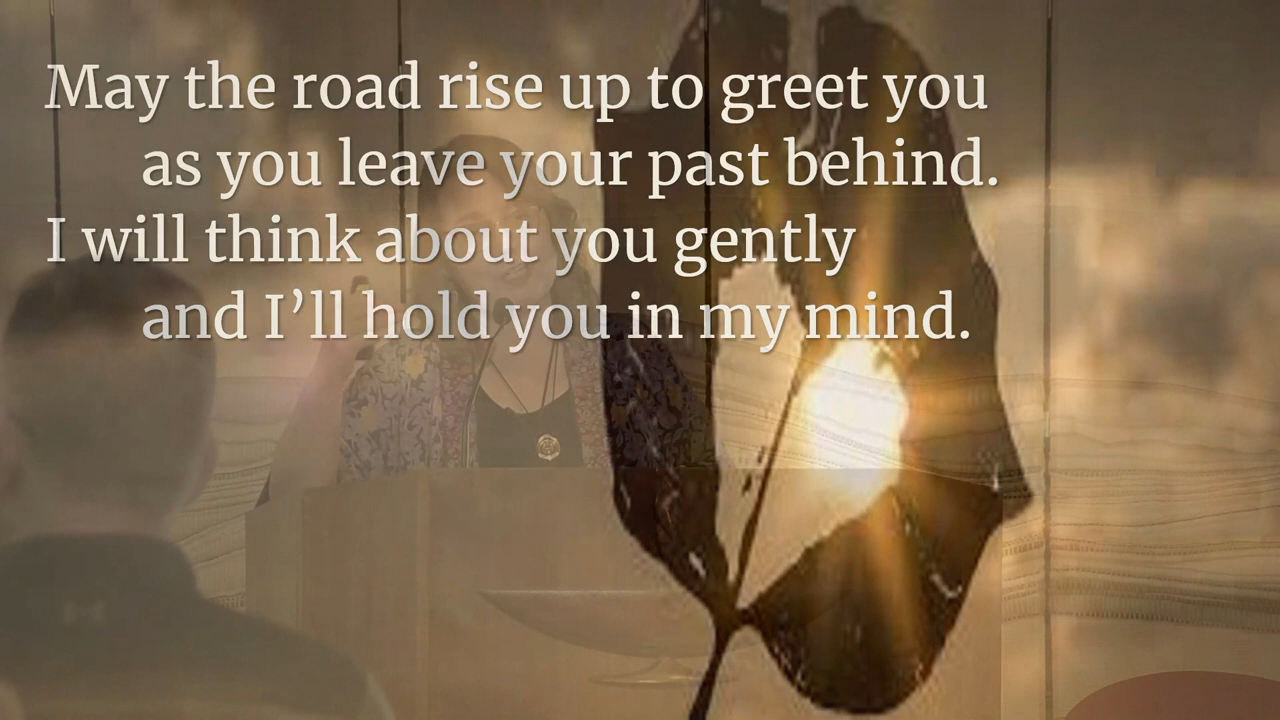 May the road rise up to greet you
as you leave your past behind.
I will think about you gently
and I’ll hold you in my mind.